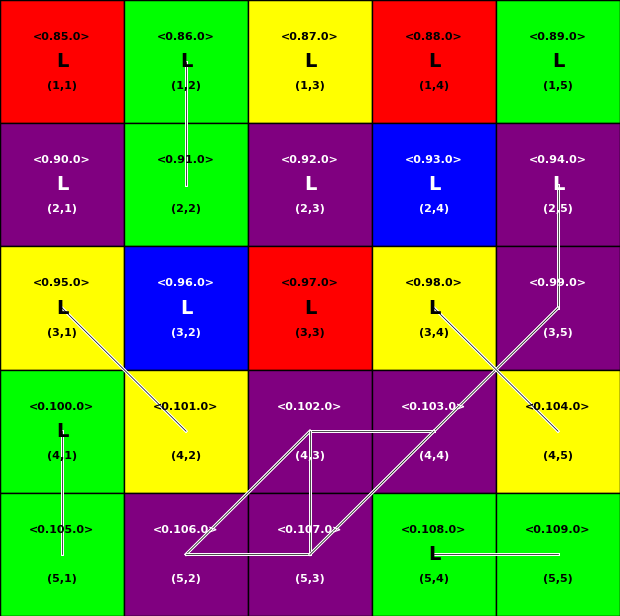 <0.85.0> <0.86.0> <0.87.0> <0.88.0> <0.89.0>
L L L L L
(1,1) (1,2) (1,3) (1,4) (1,5)
<0.90.0> <0.91.0> <0.92.0> <0.93.0> <0.94.0>
L L L L
(2,1) (2,2) (2,3) (2,4) (2,5)
<0.95.0> <0.96.0> <0.97.0> <0.98.0> <0.99.0>
L L L L
(3,1) (3,2) (3,3) (3,4) (3,5)
<0.100.0> <0.101.0> <0.102.0> <0.103.0> <0.104.0>
L
(4,1) (4,2) (4,3) (4,4) (4,5)
<0.105.0> <0.106.0> <0.107.0> <0.108.0> <0.109.0>
L
(5,1) (5,2) (5,3) (5,4) (5,5)